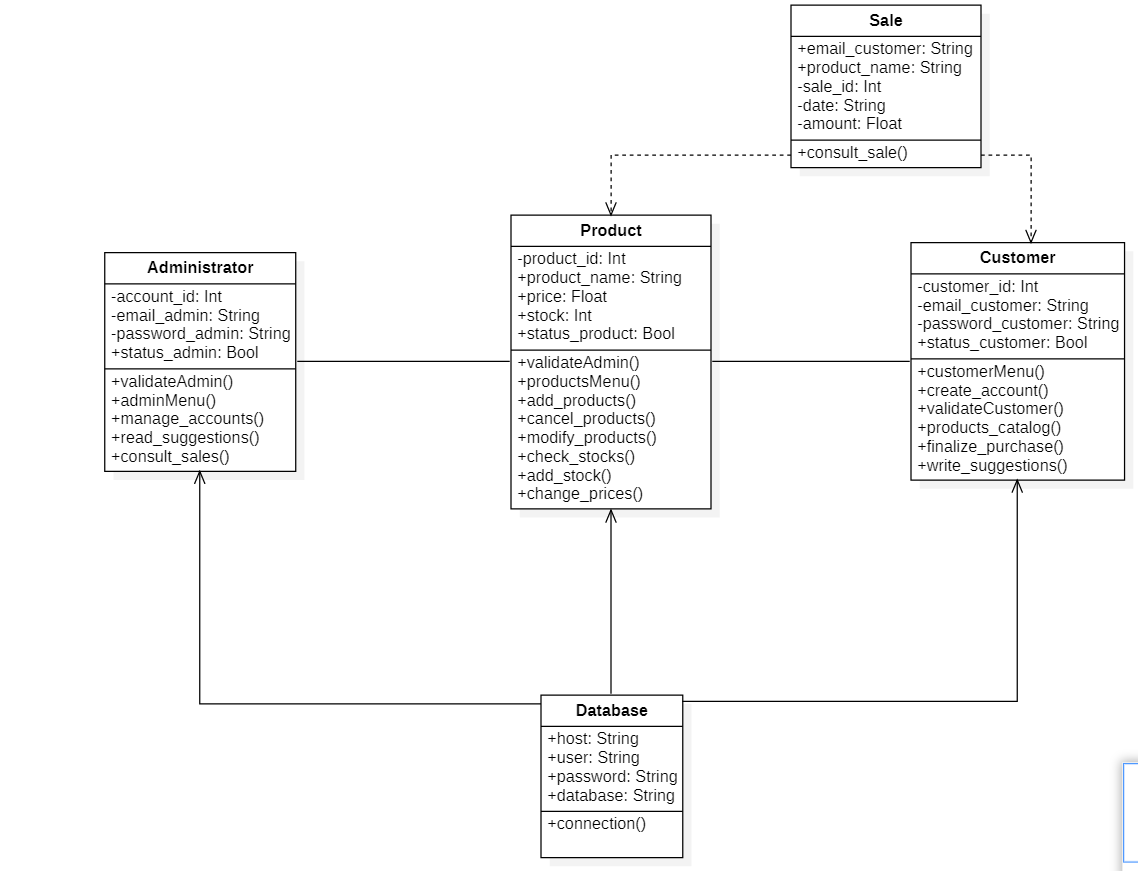 Sale
+email_customer: String
+product_name: String
-sale_id: Int
-date: String
-amount: Float
+consult_sale()
Product
-product_id: Int
+product_name: String
+price: Float
+stock: Int
+status_product: Bool
+validateAdmin()
+productsMenu()
+add_products()
+cancel_products()
+modify_products()
+check_stocks()
+add_stock()
+change_prices()
Administrator
-account_id: Int
-email_admin: String
-password_admin: String
+status_admin: Bool
+validateAdmin()
+adminMenu()
+manage_accounts()
+read_suggestions()
+consult_sales()
Customer
-customer_id: Int
-email_customer: String
-password_customer: String
+status_customer: Bool
+customerMenu()
+create_account()
+validateCustomer()
+products_catalog()
+finalize_purchase()
+write_suggestions()
Database
+host: String
+user: String
+password: String
+database: String
+connection()